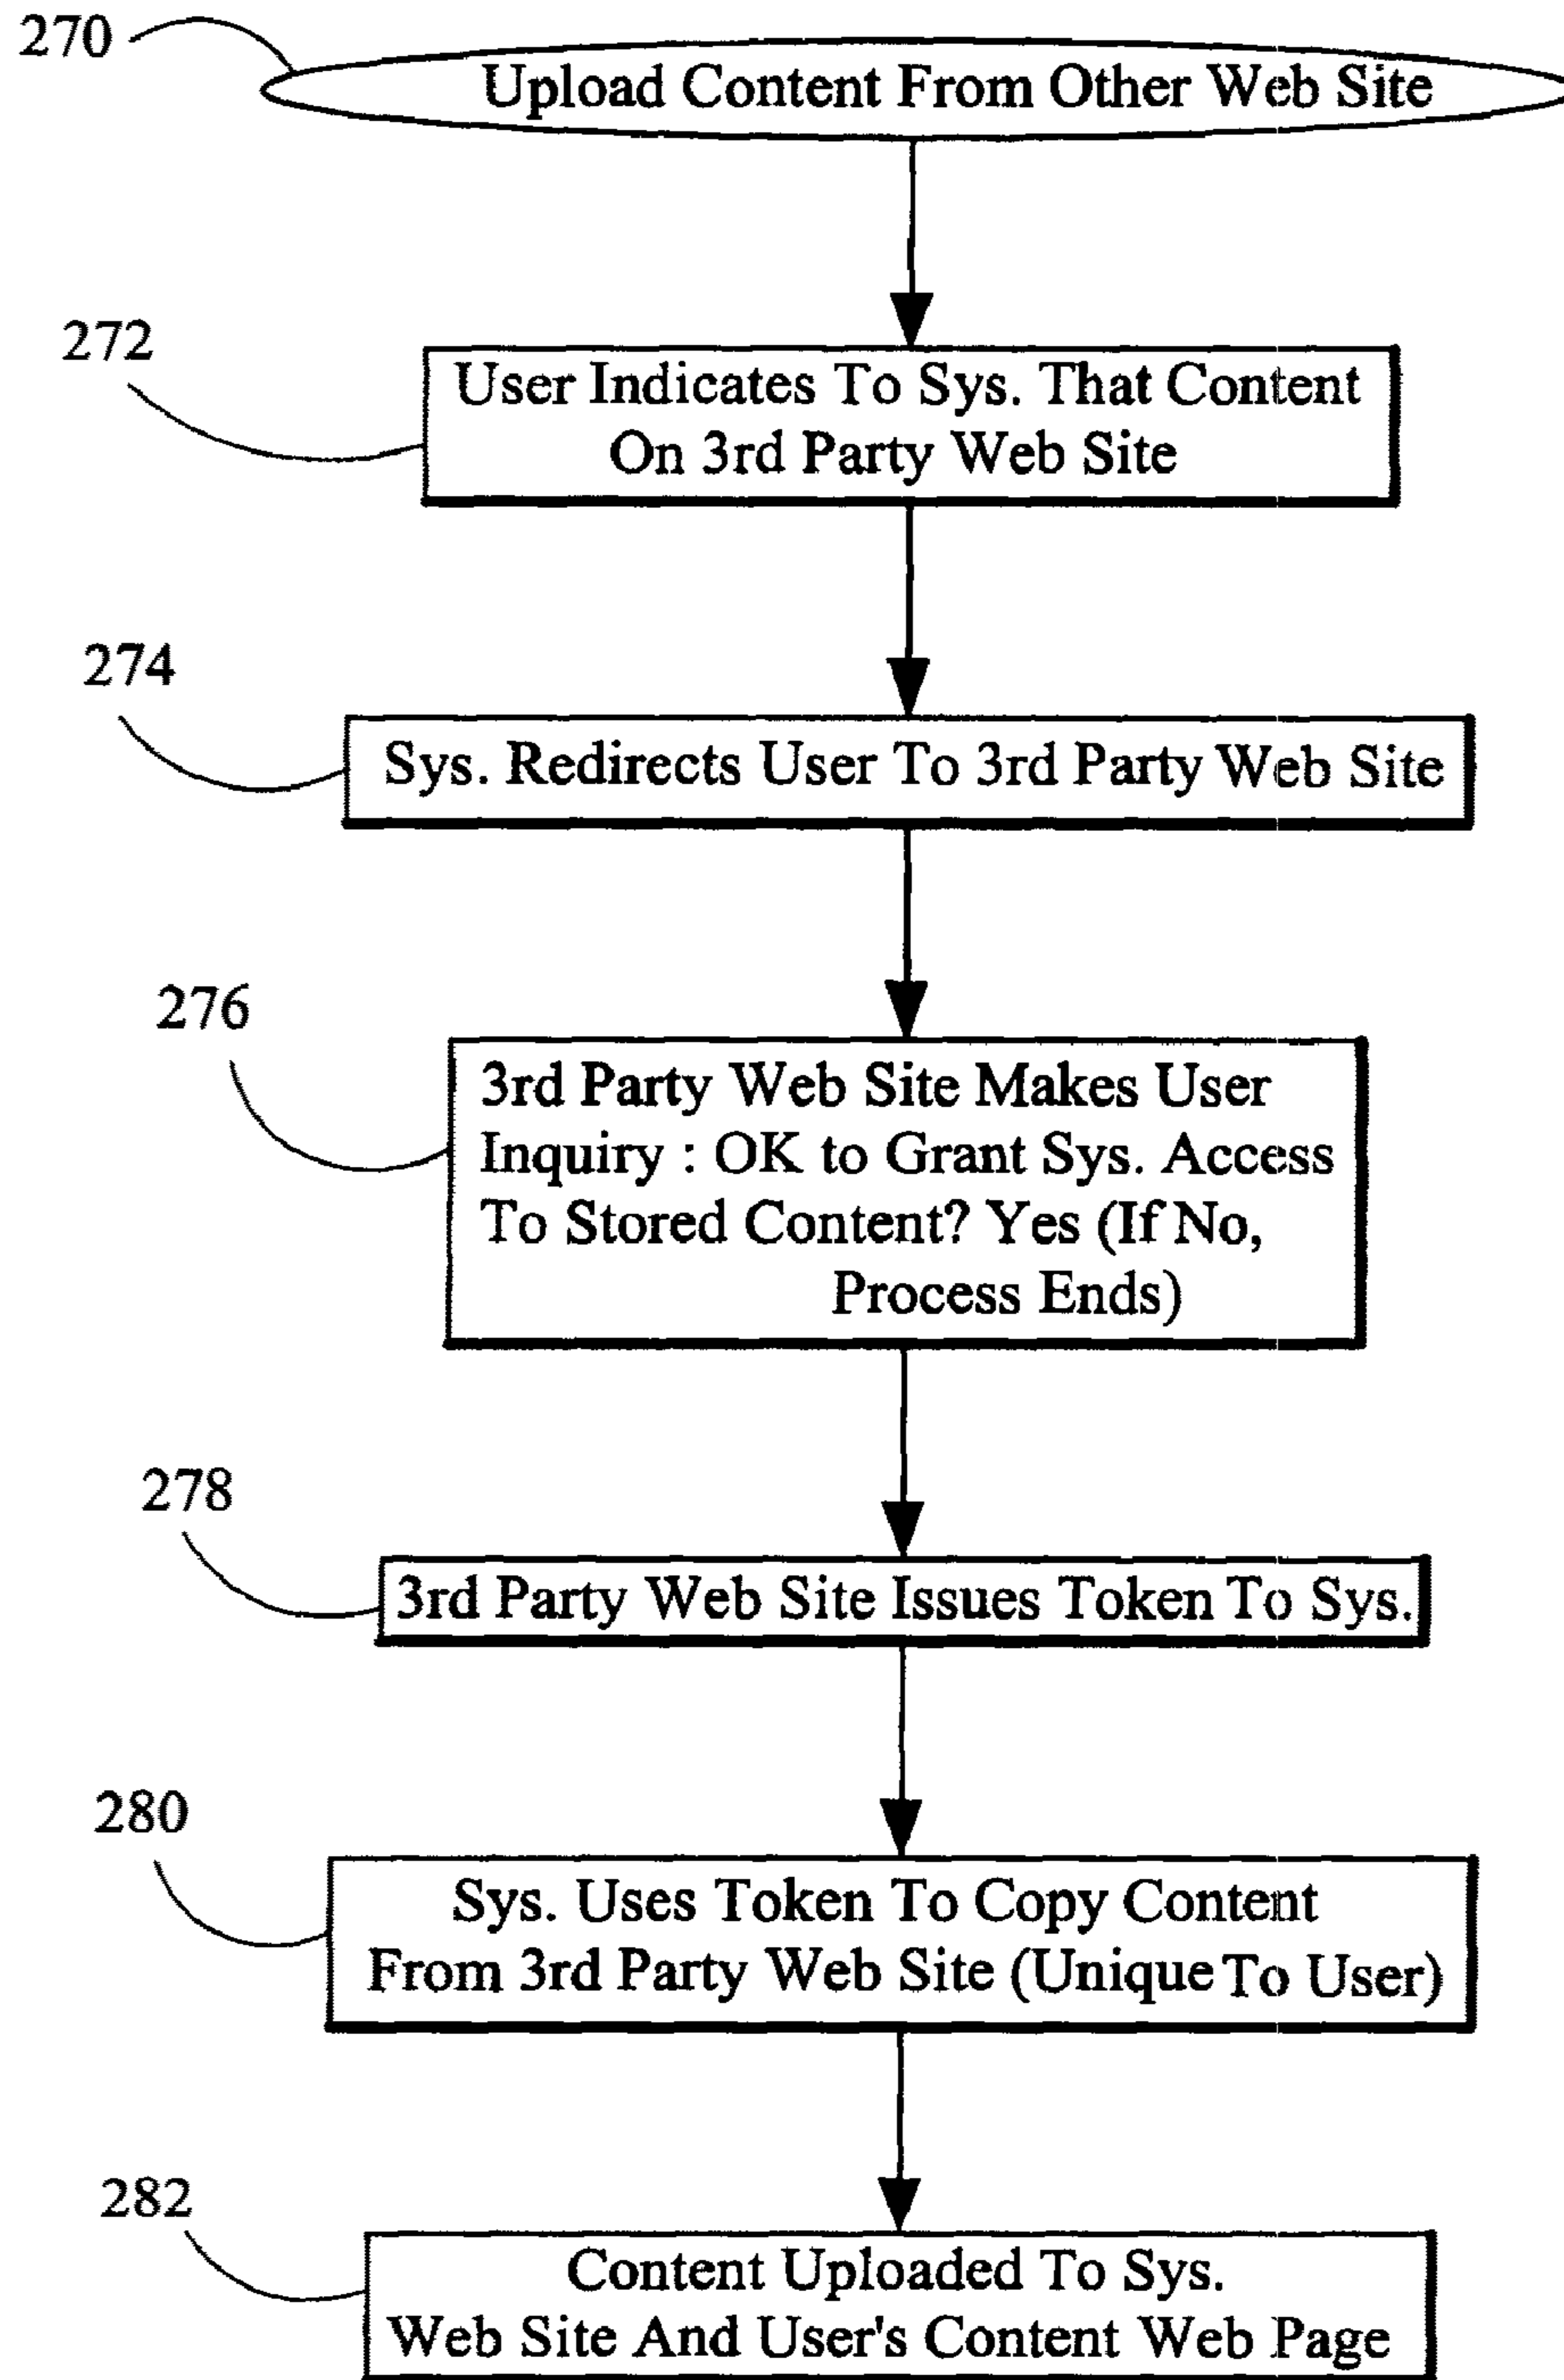 270
Upload Content From Other Web Site
272
User Indicates To Sys. That Content
On 3rd Party Web Site
274
Sys. Redirects User To 3rd Party Web Site
276
3rd Party Web Site Makes User
Inquiry : OK to Grant Sys. Access
To Stored Content? Yes (If No,
Process Ends)
278
3rd Party Web Site Issues Token To Sys.
280
Sys. Uses Token To Copy Content
From 3rd Party Web Site (Unique To User)
282
Content Uploaded To Sys.
Web Site And User's Content Web Page